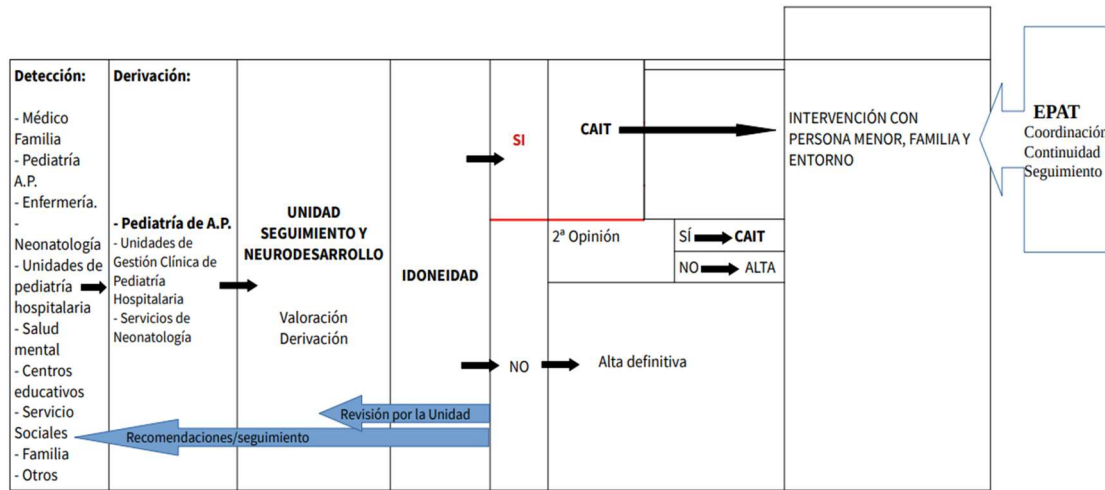 Detección:
- Médico
Familia
- Pediatría
A.P.
- Enfermería.
-
Neonatología
- Unidades de
pediatría
hospitalaria
- Salud
mental
- Centros
educativos
- Servicio
Sociales
- Familia
- Otros
Derivación:
- Pediatría de A.P.
- Unidades de
Gestión Clínica de
Pediatría
Hospitalaria
- Servicios de
Neonatología
UNIDAD
SEGUIMIENTO Y
NEURODESARROLLO
Valoración
Derivación
IDONEIDAD
SI
CAIT
2ª Opinión
SÍ CAIT
NO ALTA
NO
Alta definitiva
INTERVENCIÓN CON
PERSONA MENOR, FAMILIA Y
ENTORNO
EPAT
Coordinación
Continuidad
Seguimiento
Revisión por la Unidad
Recomendaciones/seguimiento